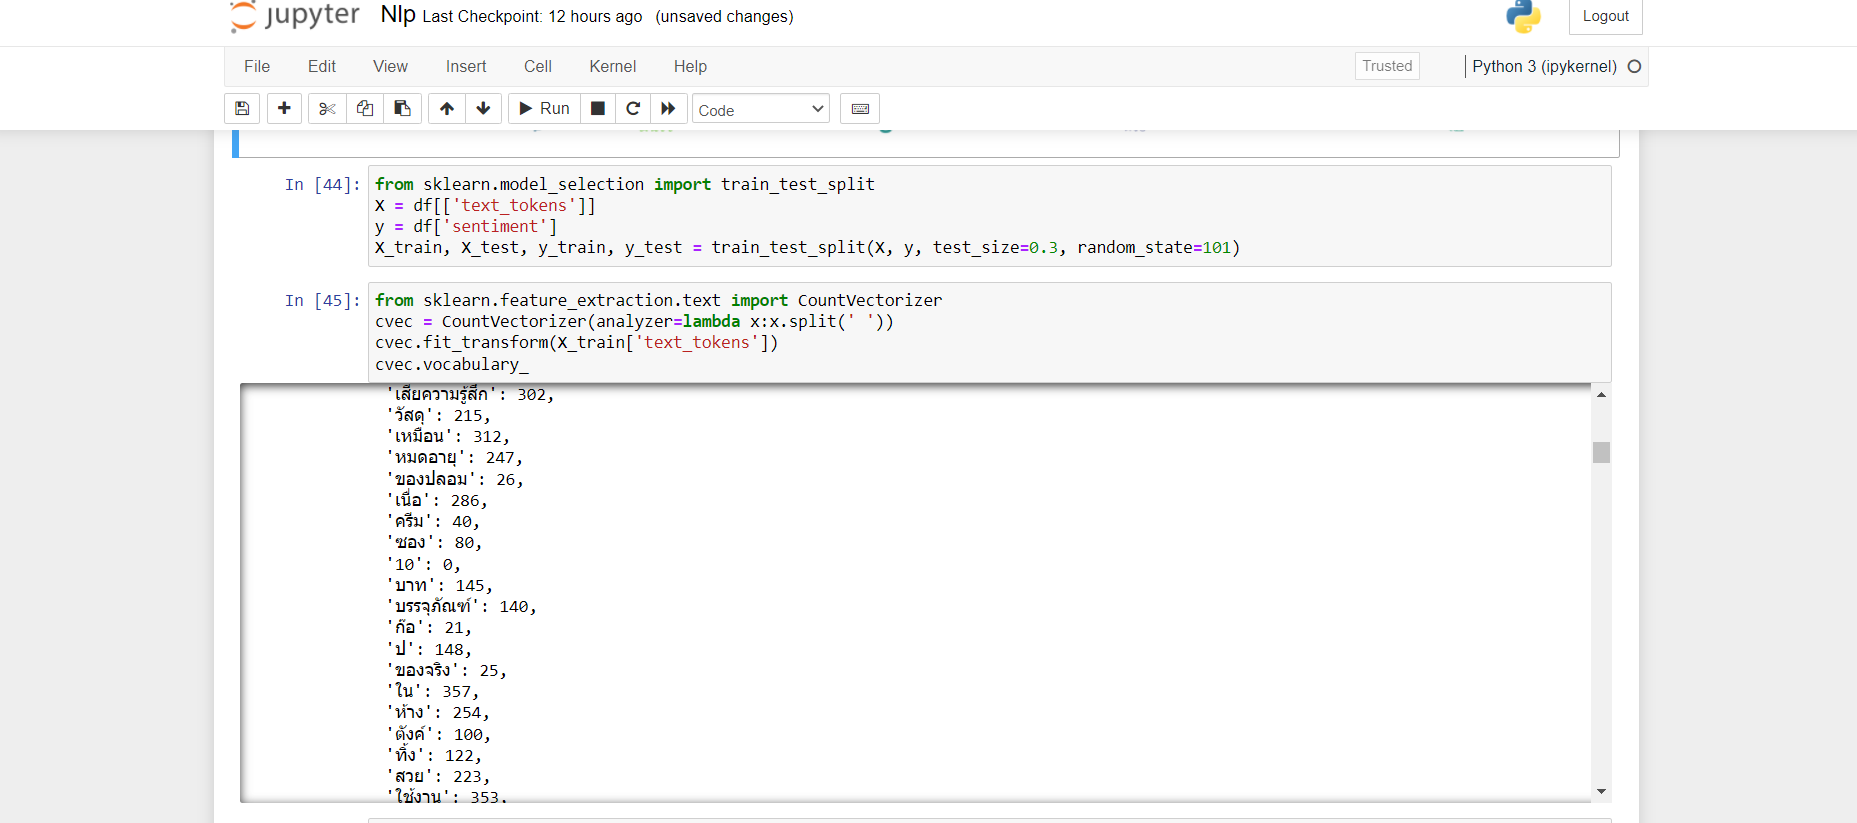 jupyter Nlp Last Checkpoint: 12 hours ago (unsaved changes) Logout
File Edit View Insert Cell Kernel Help Trusted Python 3 (ipykernel)
Run Code
In [44]: from sklearn.model_selection import train_test_split
X = df[['text_tokens']]
y = df['sentiment']
X_train, X_test, y_train, y_test = train_test_split(X, y, test_size=0.3, random_state=101)
In [45]: from sklearn.feature_extraction.text import CountVectorizer
cvec = CountVectorizer(analyzer=lambda x:x.split(' '))
cvec.fit_transform(X_train['text_tokens'])
cvec.vocabulary_
'เสียความรู้สึก': 302,
'วัสดุ': 215,
'เหมือน': 312,
'หมดอายุ': 247,
'ของปลอม': 26,
'เนื่อ': 286,
'ครีม': 40,
'ซอง': 80,
'10': 0,
'บาท': 145,
'บรรจุภัณฑ์': 140,
'ก๊อ': 21,
'ป': 148,
'ของจริง': 25,
'ใน': 357,
'ห้าง': 254,
'ตังค์': 100,
'ทิ้ง': 122,
'สวย': 223,
'ใช้งาน': 353,